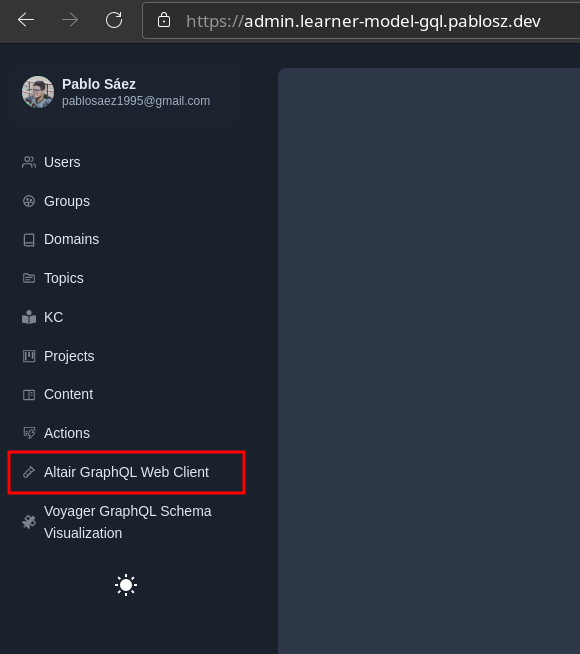 https://admin.learner-model-gql.pablosz.dev
Pablo Sáez
pablosaez1995@gmail.com
Users
Groups
Domains
Topics
KC
Projects
Content
Actions
Altair GraphQL Web Client
Voyager GraphQL Schema
Visualization